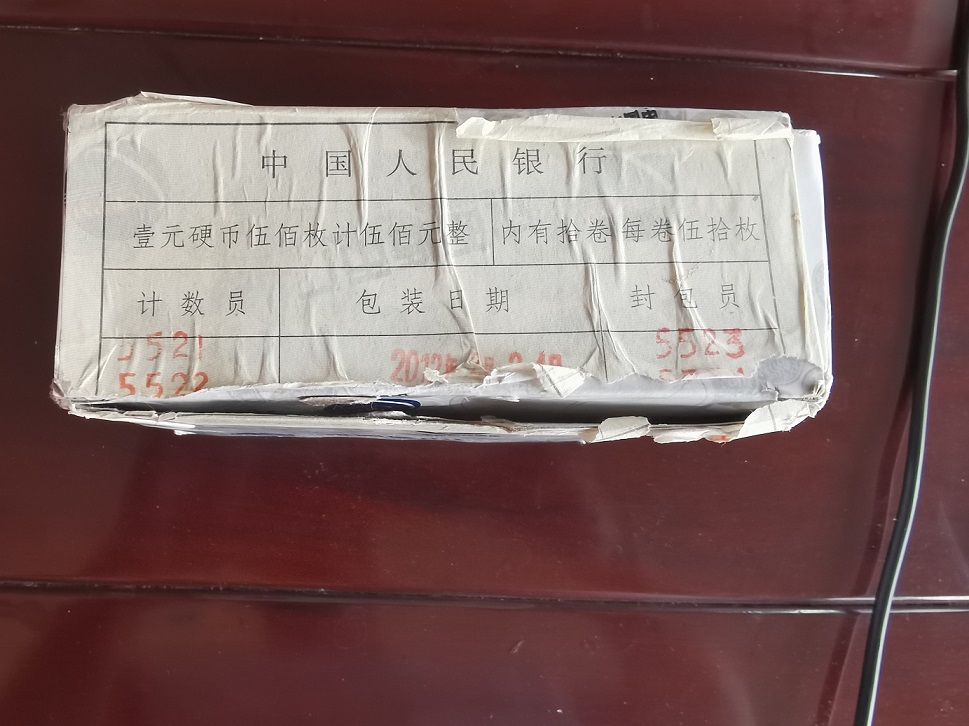 中国人民银行
壹元硬币伍佰枚计伍佰元整 内有拾卷每卷伍拾枚
计数员 包装日期 封包员
5521 5523
5522